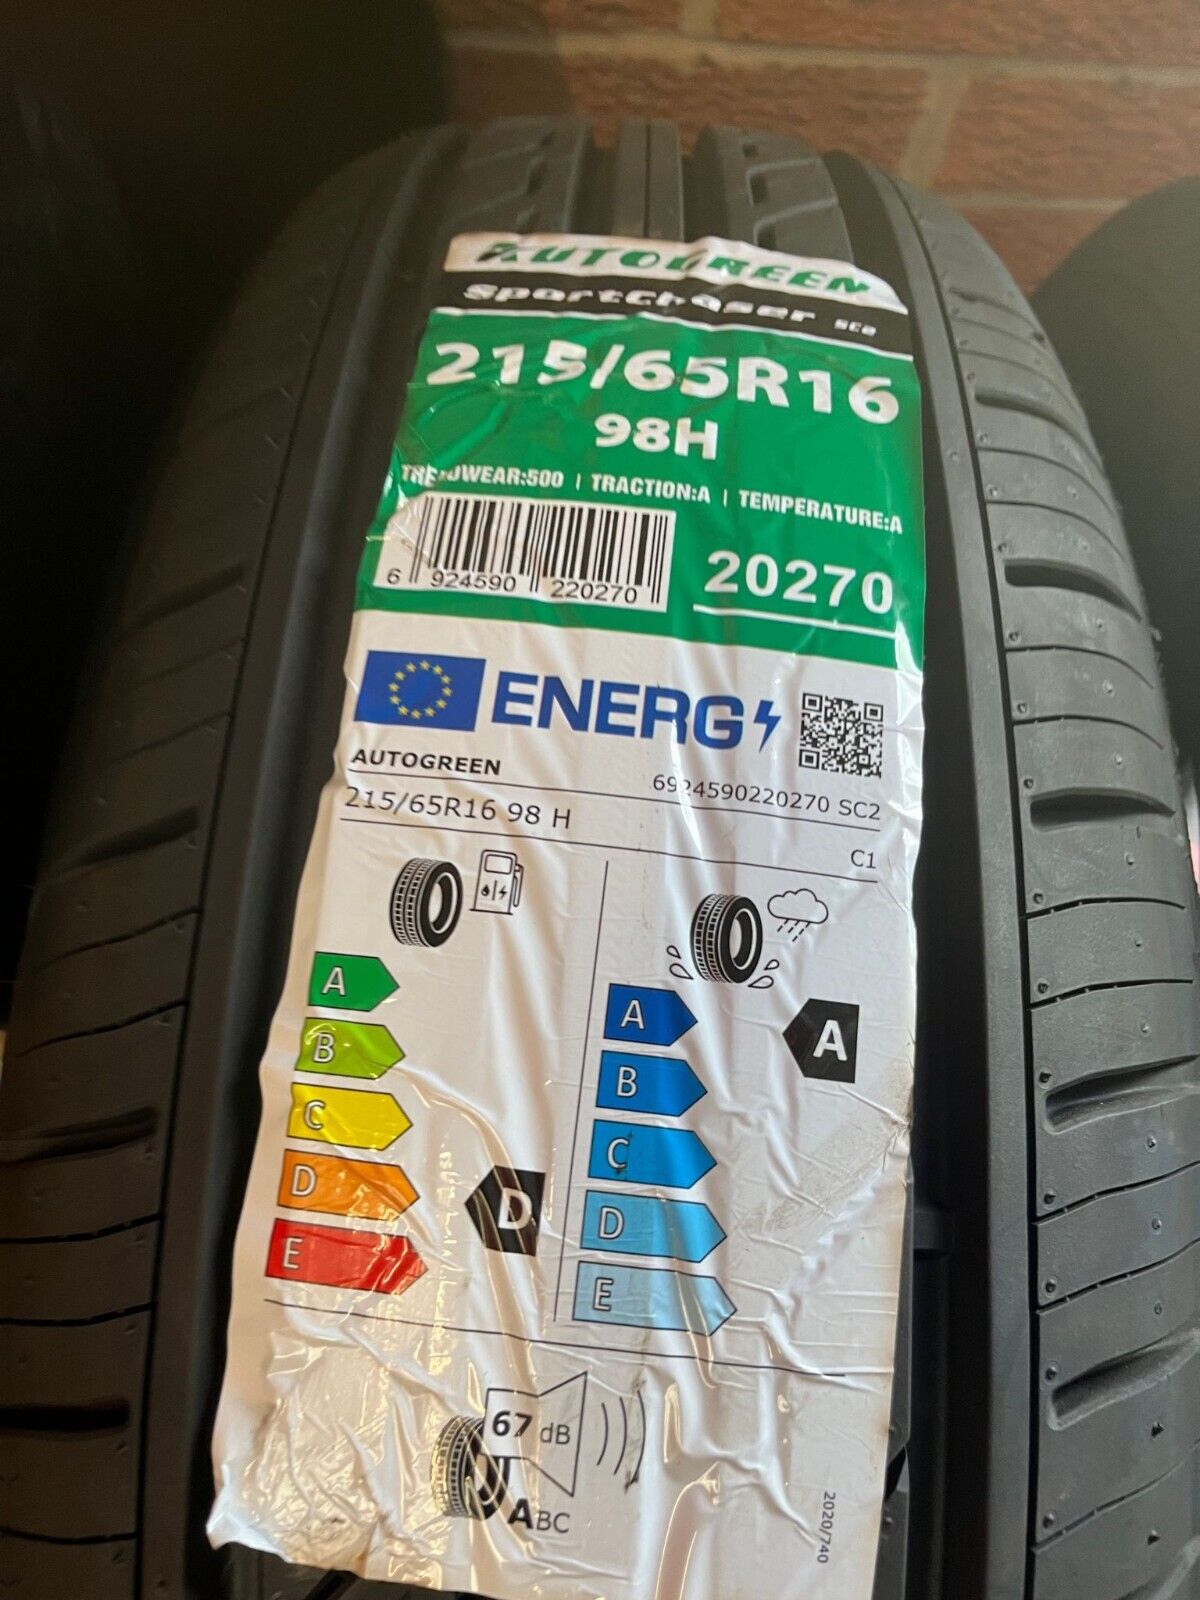 AUTOGREEN
SportChaser SC2
215/65R16
98H
TREADWEAR:500 | TRACTION:A | TEMPERATURE:A
6 924590 220270
20270
ENERG
AUTOGREEN
6924590220270 SC2
215/65R16 98 H
C1
A
B
C
D
E
D
A
B
C
D
E
A
67 dB
ABC
2020/740